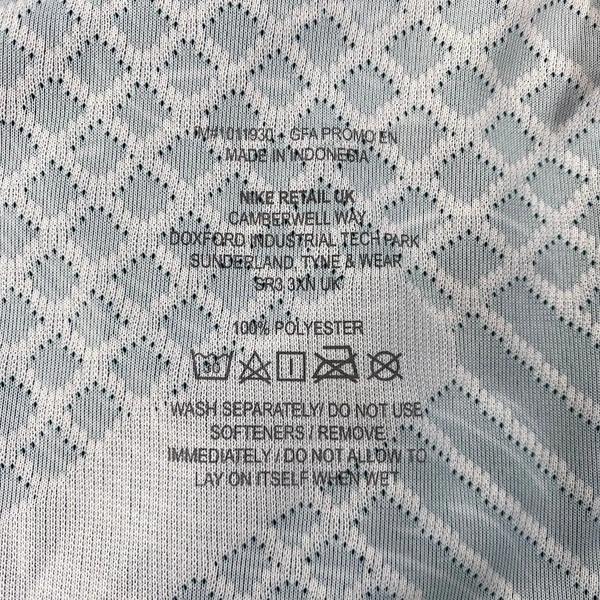 M#1011930 - GFA PROMO EN
MADE IN INDONESIA
NIKE RETAIL UK
CAMBERWELL WAY
DOXFORD INDUSTRIAL TECH PARK
SUNDERLAND, TYNE & WEAR
SR3 3XN UK
100% POLYESTER
30
WASH SEPARATELY/ DO NOT USE
SOFTENERS / REMOVE
IMMEDIATELY / DO NOT ALLOW TO
LAY ON ITSELF WHEN WET